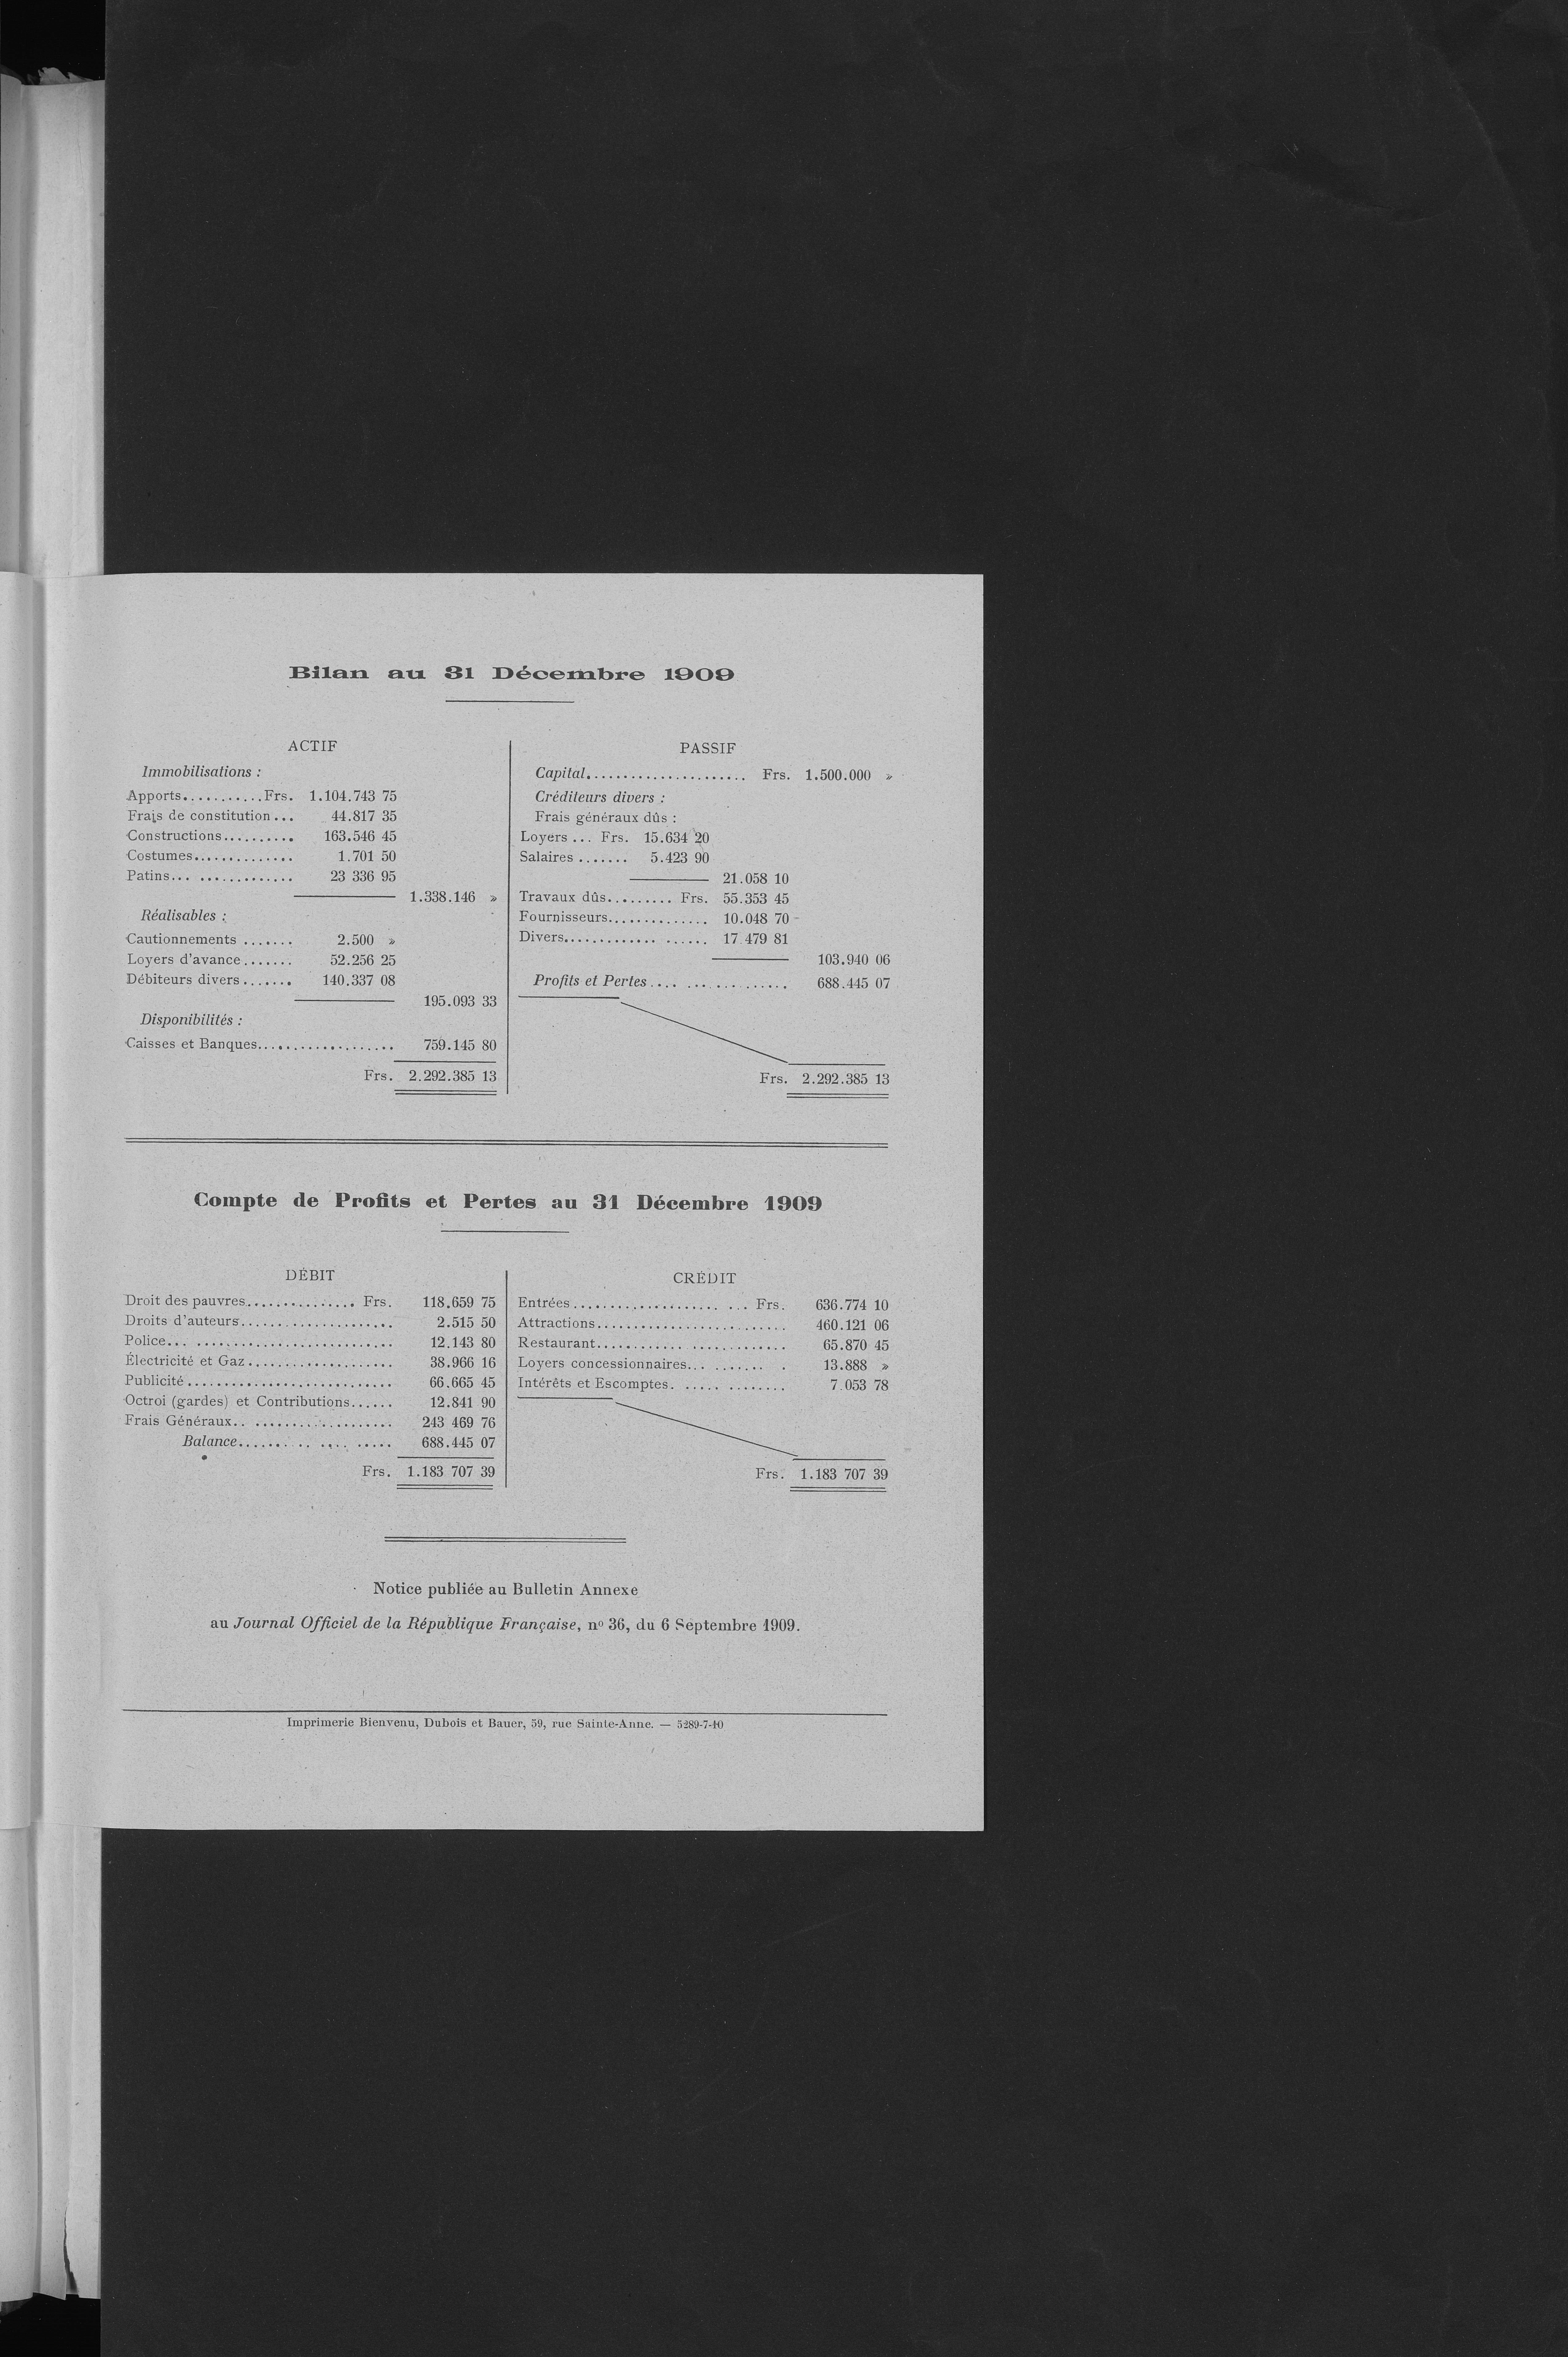 Bilan au 31 Décembre 1909
ACTIF
Immobilisations :
Apports...........Frs. 1.104.743 75
Frais de constitution... 44.817 35
Constructions.......... 163.546 45
Costumes.............. 1.701 50
Patins... ............. 23 336 95
1.338.146 »
Réalisables :
Cautionnements ....... 2.500 »
Loyers d'avance....... 52.256 25
Débiteurs divers....... 140.337 08
195.093 33
Disponibilités :
Caisses et Banques................... 759.145 80
Frs. 2.292.385 13
PASSIF
Capital...................... Frs. 1.500.000 »
Créditeurs divers :
Frais généraux dûs :
Loyers ... Frs. 15.634 20
Salaires ....... 5.423 90
21.058 10
Travaux dûs......... Frs. 55.353 45
Fournisseurs.............. 10.048 70
Divers............. ...... 17.479 81
103.940 06
Profits et Pertes.... ............... 688.445 07
Frs. 2.292.385 13
Compte de Profits et Pertes au 31 Décembre 1909
DÉBIT
Droit des pauvres............... Frs. 118.659 75
Droits d'auteurs..................... 2.515 50
Police... ........................... 12.143 80
Électricité et Gaz.................... 38.966 16
Publicité............................ 66.665 45
Octroi (gardes) et Contributions...... 12.841 90
Frais Généraux.. ................... 243 469 76
Balance.......... .... ..... 688.445 07
Frs. 1.183 707 39
CRÉDIT
Entrées.................... ... Frs. 636.774 10
Attractions.......................... 460.121 06
Restaurant............ ............. 65.870 45
Loyers concessionnaires... ........ . 13.888 »
Intérêts et Escomptes. ..... ........ 7.053 78
Frs. 1.183 707 39
Notice publiée au Bulletin Annexe
au Journal Officiel de la République Française, nº 36, du 6 Septembre 1909.
Imprimerie Bienvenu, Dubois et Bauer, 59, rue Sainte-Anne. — 5289-7-10